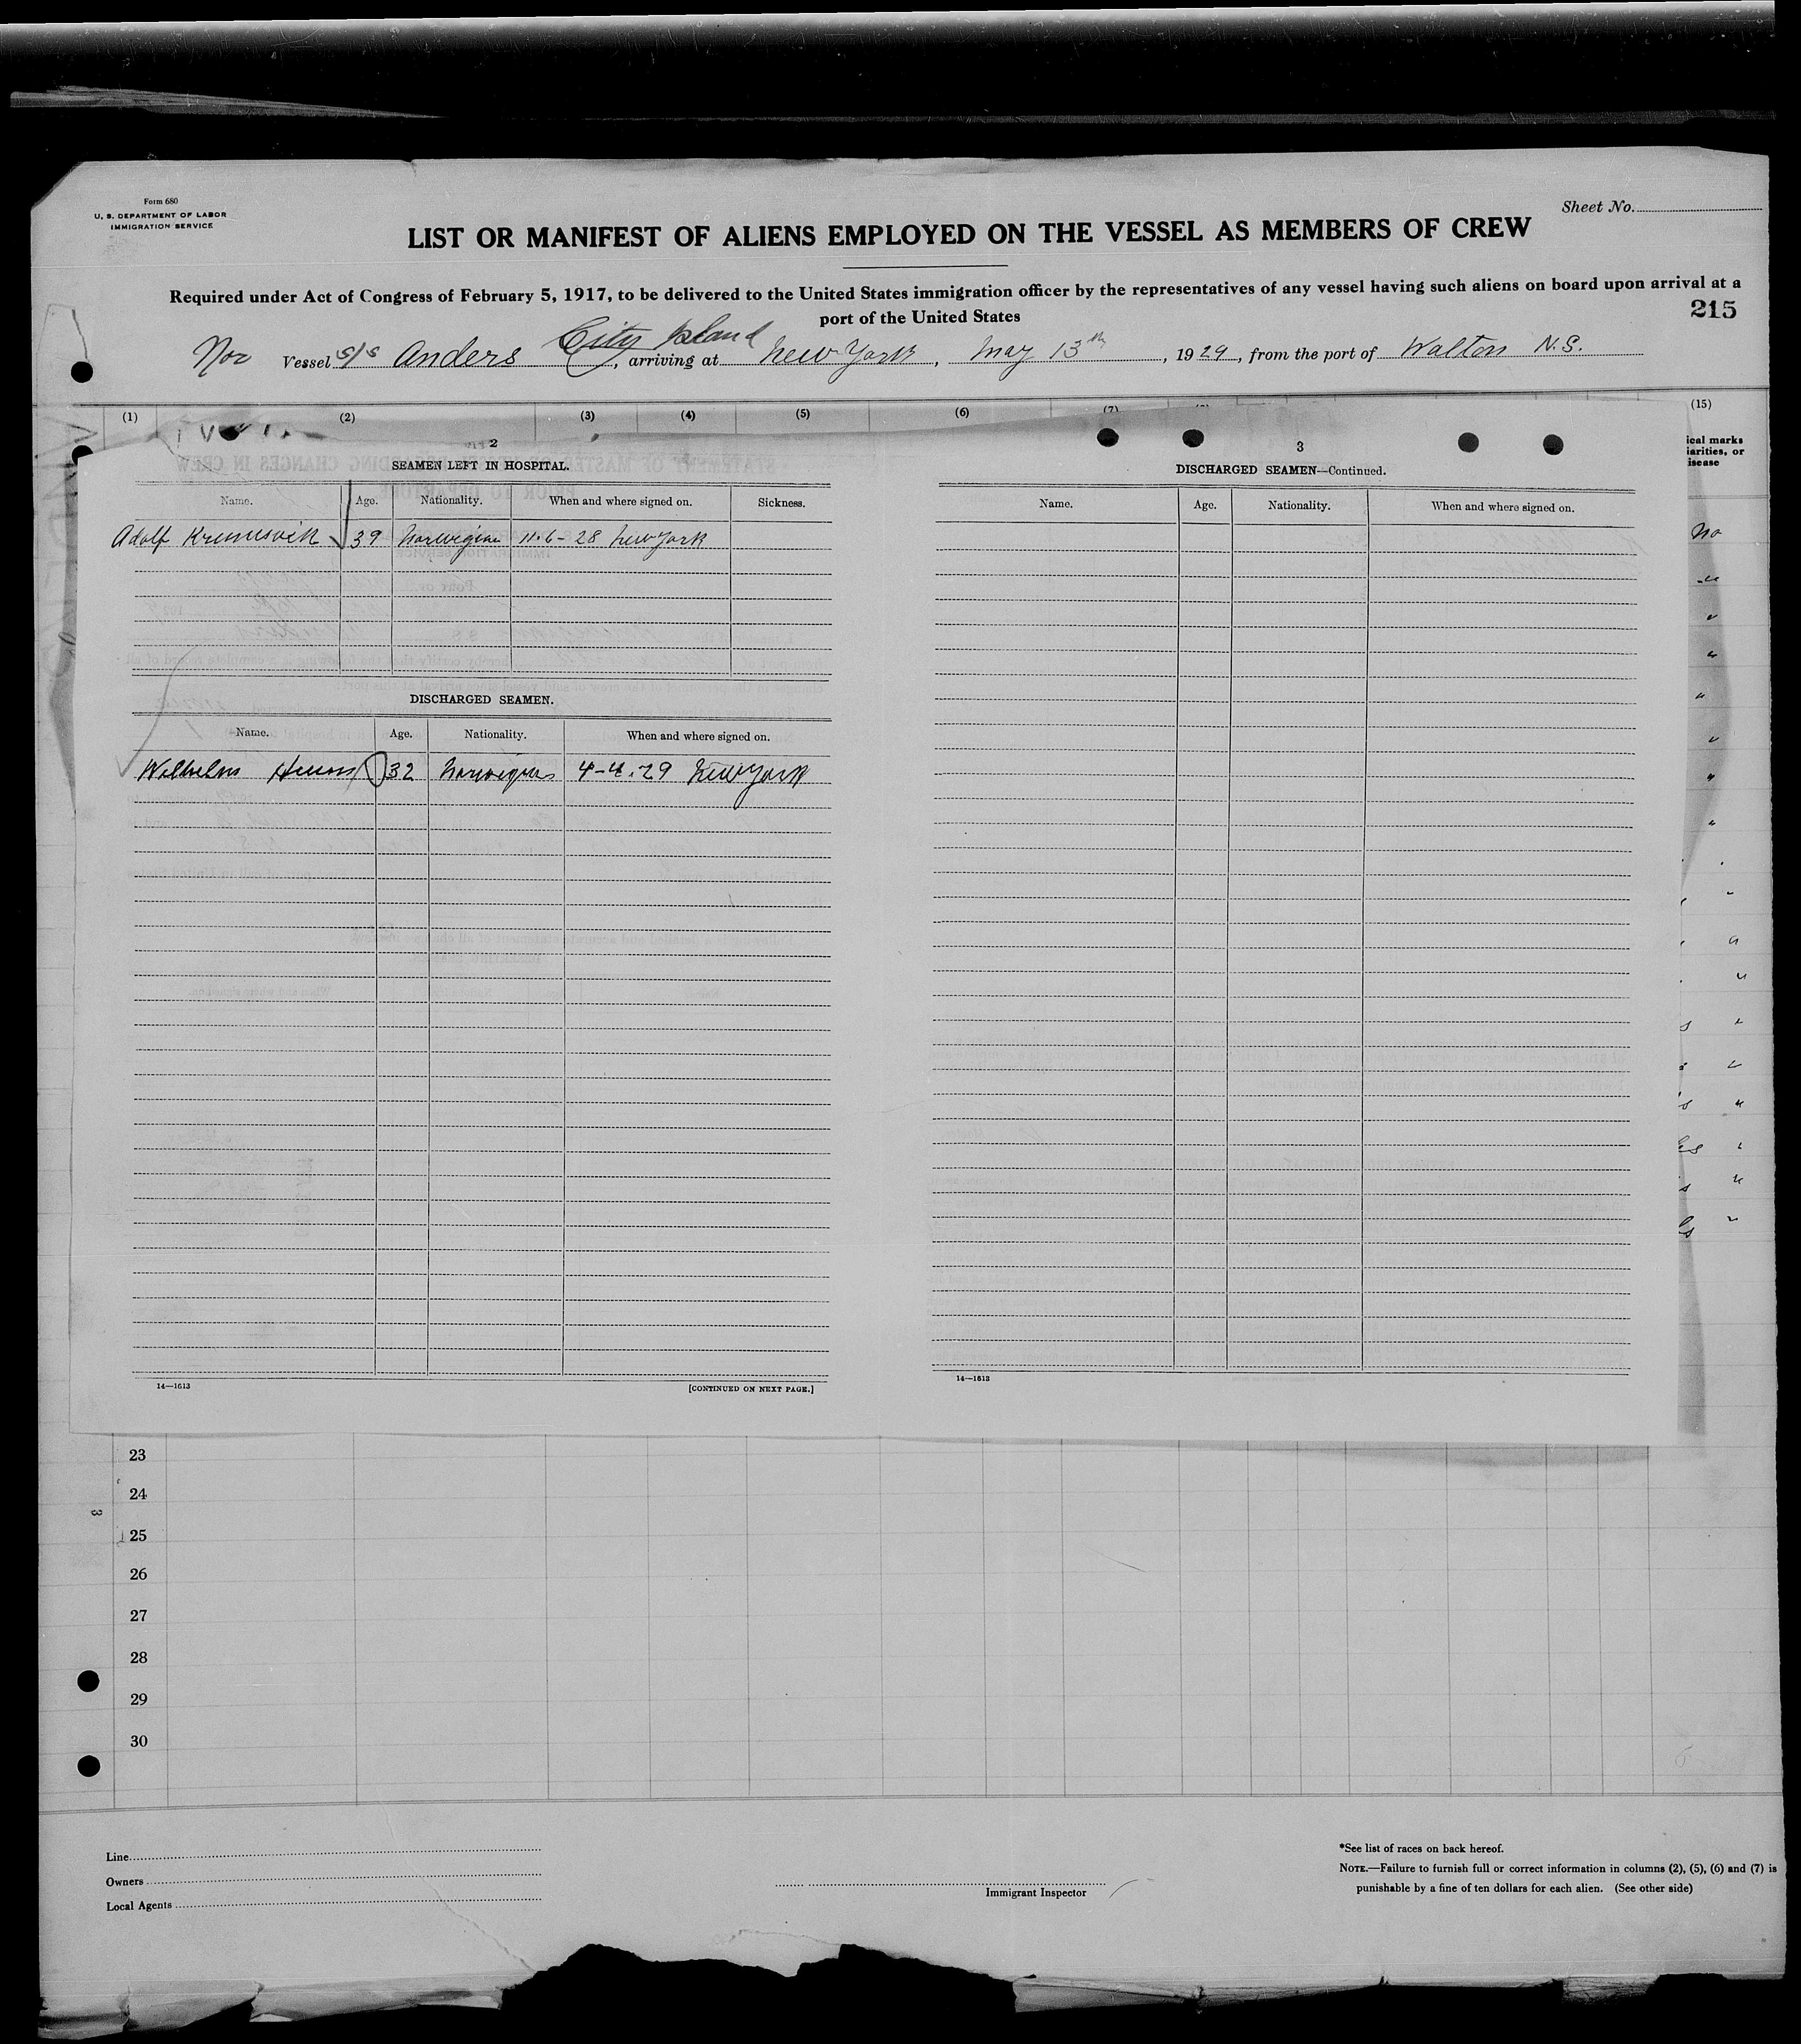 Form 680
U. S. DEPARTMENT OF LABOR
IMMIGRATION SERVICE
Sheet No.
LIST OR MANIFEST OF ALIENS EMPLOYED ON THE VESSEL AS MEMBERS OF CREW
Required under Act of Congress of February 5, 1917, to be delivered to the United States immigration officer by the representatives of any vessel having such aliens on board upon arrival at a
port of the United States
215
City Island
Nor Vessel S/S Anders, arriving at New York, May 13th, 1929, from the port of Walton N.S.
(1) (2) (3) (4) (5) (6) (7) (15)
ical marks
iarities, or
isease
2
SEAMEN LEFT IN HOSPITAL.
Name. Age. Nationality. When and where signed on. Sickness.
Adolf 39 Norwegian 11-6-28 New York
DISCHARGED SEAMEN.
Name. Age. Nationality. When and where signed on.
Wilhelm 32 Norwegian 4-4-29 New York
14—1613
[CONTINUED ON NEXT PAGE.]
3
DISCHARGED SEAMEN—Continued.
Name. Age. Nationality. When and where signed on.
14—1613
No
23
24
25
26
27
28
29
30
3
Line
Owners
Local Agents
Immigrant Inspector
*See list of races on back hereof.
NOTE.—Failure to furnish full or correct information in columns (2), (5), (6) and (7) is
punishable by a fine of ten dollars for each alien. (See other side)